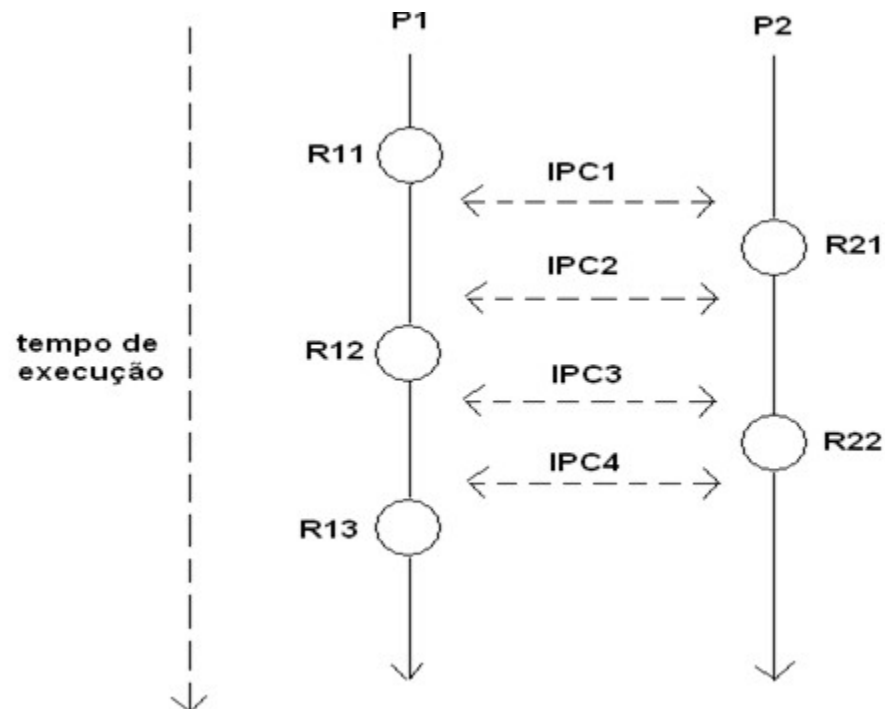 P1
P2
R11
IPC1
R21
IPC2
tempo de
execução
R12
IPC3
R22
IPC4
R13